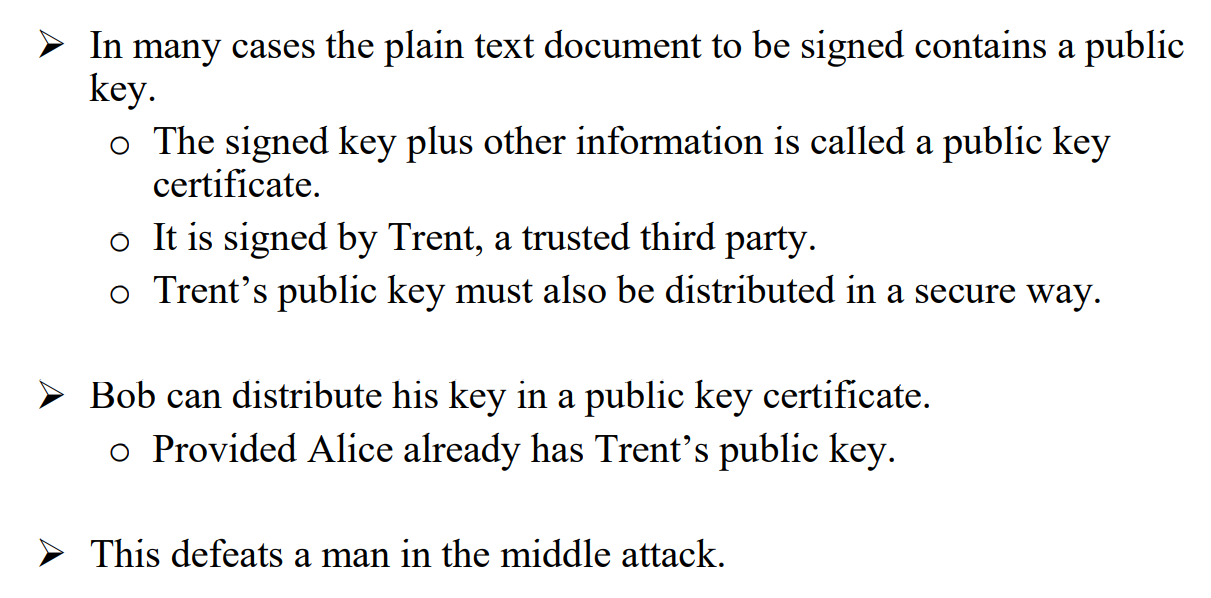 ➢ In many cases the plain text document to be signed contains a public
key.
o The signed key plus other information is called a public key
certificate.
o It is signed by Trent, a trusted third party.
o Trent’s public key must also be distributed in a secure way.
➢ Bob can distribute his key in a public key certificate.
o Provided Alice already has Trent’s public key.
➢ This defeats a man in the middle attack.